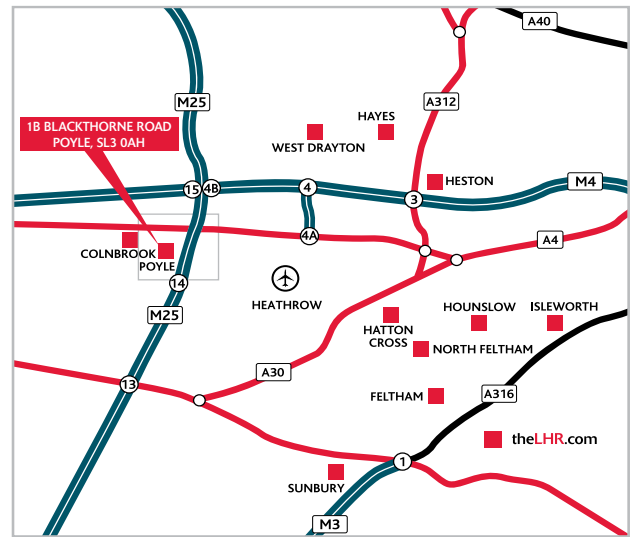 A40
M25
A312
HAYES
1B BLACKTHORNE ROAD
POYLE, SL3 0AH
WEST DRAYTON
15
4B
4
HESTON
M4
3
COLNBROOK
POYLE
4A
A4
14
HEATHROW
M25
HATTON
CROSS
HOUNSLOW
ISLEWORTH
NORTH FELTHAM
13
A30
FELTHAM
A316
theLHR.com
1
SUNBURY
M3